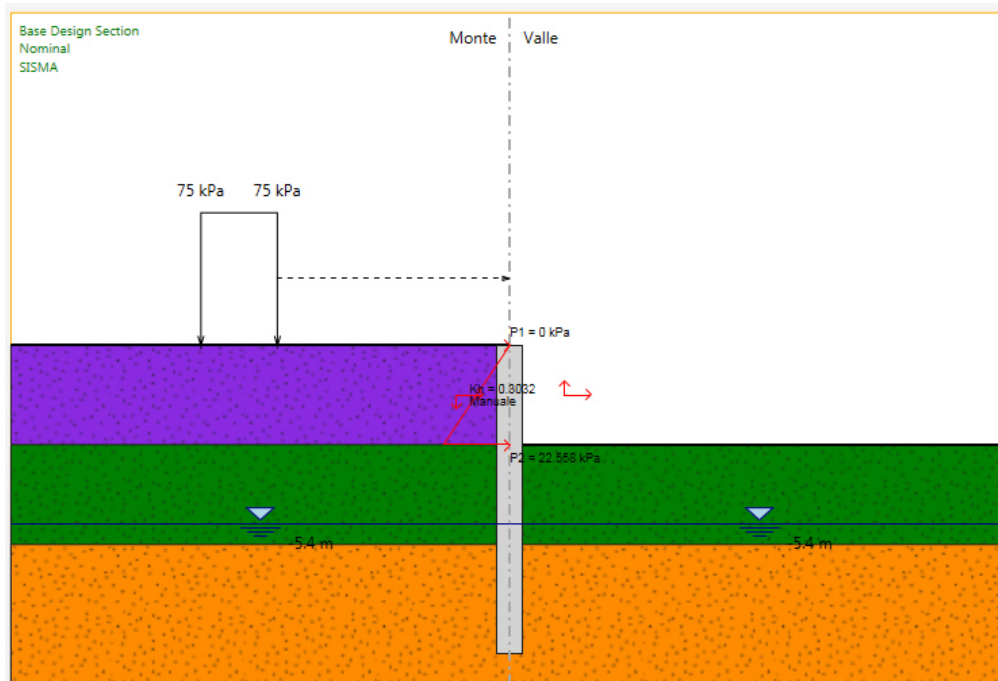 Base Design Section
Nominal
SISMA
Monte
Valle
75 kPa
75 kPa
P1 = 0 kPa
Kh = 0.3032
Manuale
P2 = 22.558 kPa
-5.4 m
-5.4 m